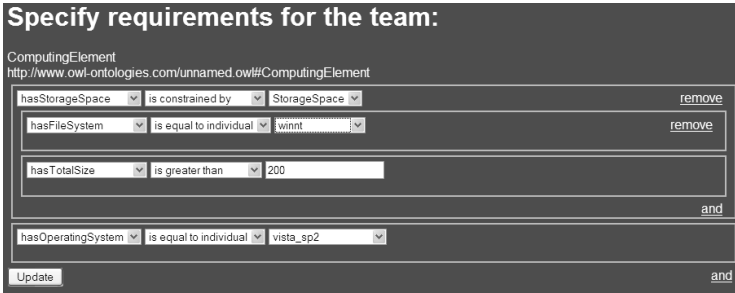 Specify requirements for the team:
ComputingElement
http://www.owl-ontologies.com/unnamed.owl#ComputingElement
hasStorageSpace is constrained by StorageSpace remove
hasFileSystem is equal to individual winnt remove
hasTotalSize is greater than 200
and
hasOperatingSystem is equal to individual vista_sp2
Update and